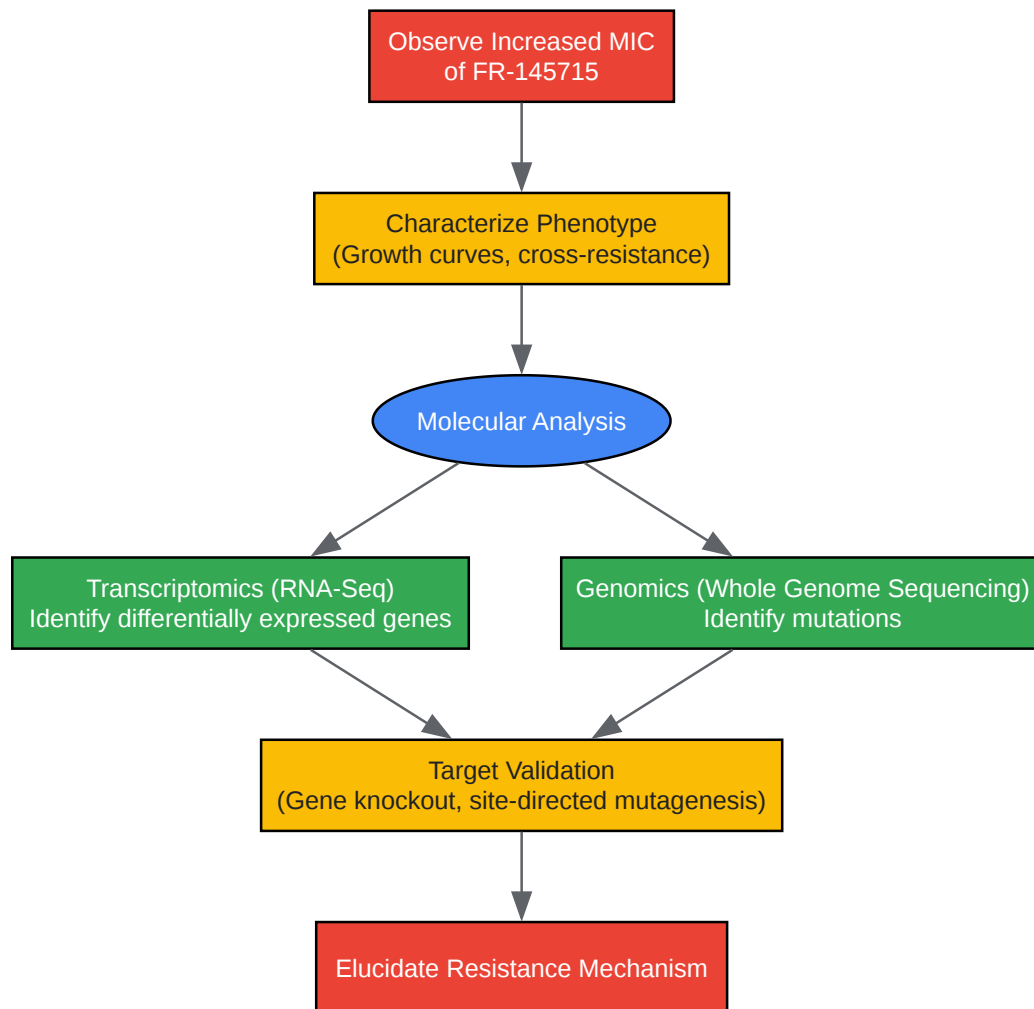 Observe Increased MIC
of FR-145715
Characterize Phenotype
(Growth curves, cross-resistance)
Molecular Analysis
Transcriptomics (RNA-Seq)
Identify differentially expressed genes
Genomics (Whole Genome Sequencing)
Identify mutations
Target Validation
(Gene knockout, site-directed mutagenesis)
Elucidate Resistance Mechanism